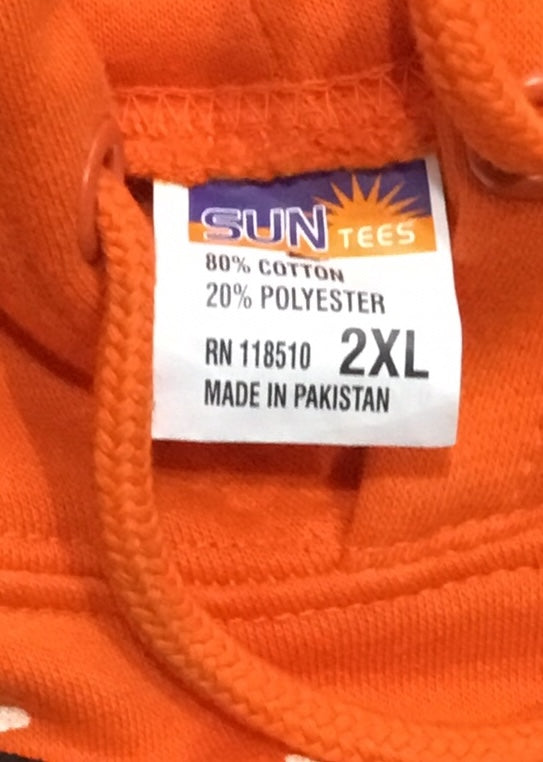 SUN TEES
80% COTTON
20% POLYESTER
RN 118510 2XL
MADE IN PAKISTAN